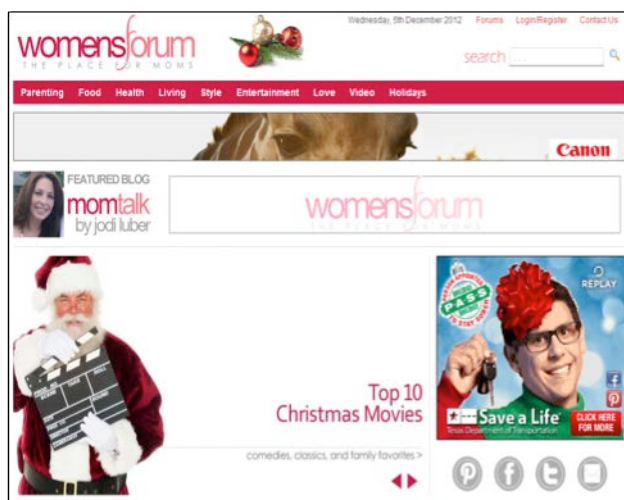 Wednesday, 5th December 2012 Forums Login/Register Contact Us
womensforum
THE PLACE FOR MOMS
search ...
Parenting Food Health Living Style Entertainment Love Video Holidays
Canon
FEATURED BLOG
momtalk
by jodi luber
womensforum
THE PLACE FOR MOMS
REPLAY
PASS
TO STAY SOBER
Top 10
Christmas Movies
comedies, classics, and family favorites >
Save a Life
Texas Department of Transportation
CLICK HERE
FOR MORE